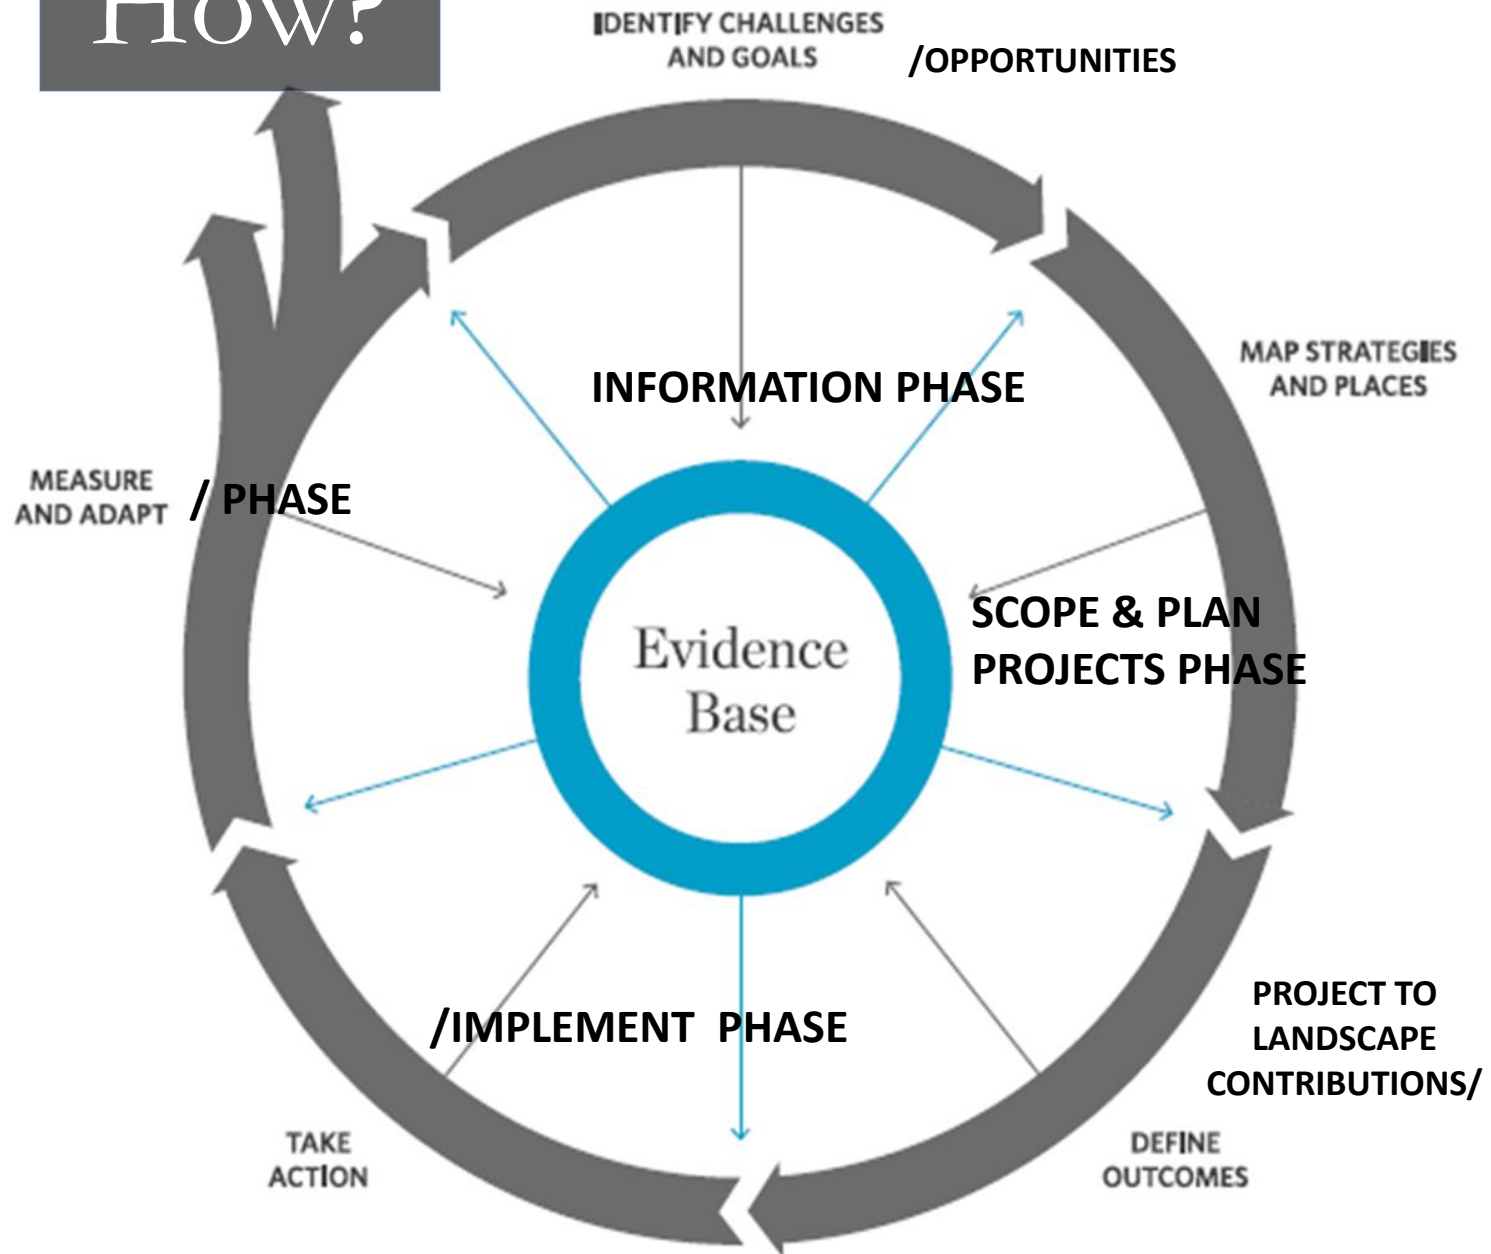 HOW?
IDENTIFY CHALLENGES
AND GOALS
/OPPORTUNITIES
INFORMATION PHASE
MAP STRATEGIES
AND PLACES
MEASURE
AND ADAPT
/ PHASE
SCOPE & PLAN
PROJECTS PHASE
Evidence
Base
/IMPLEMENT PHASE
PROJECT TO
LANDSCAPE
CONTRIBUTIONS/
TAKE
ACTION
DEFINE
OUTCOMES